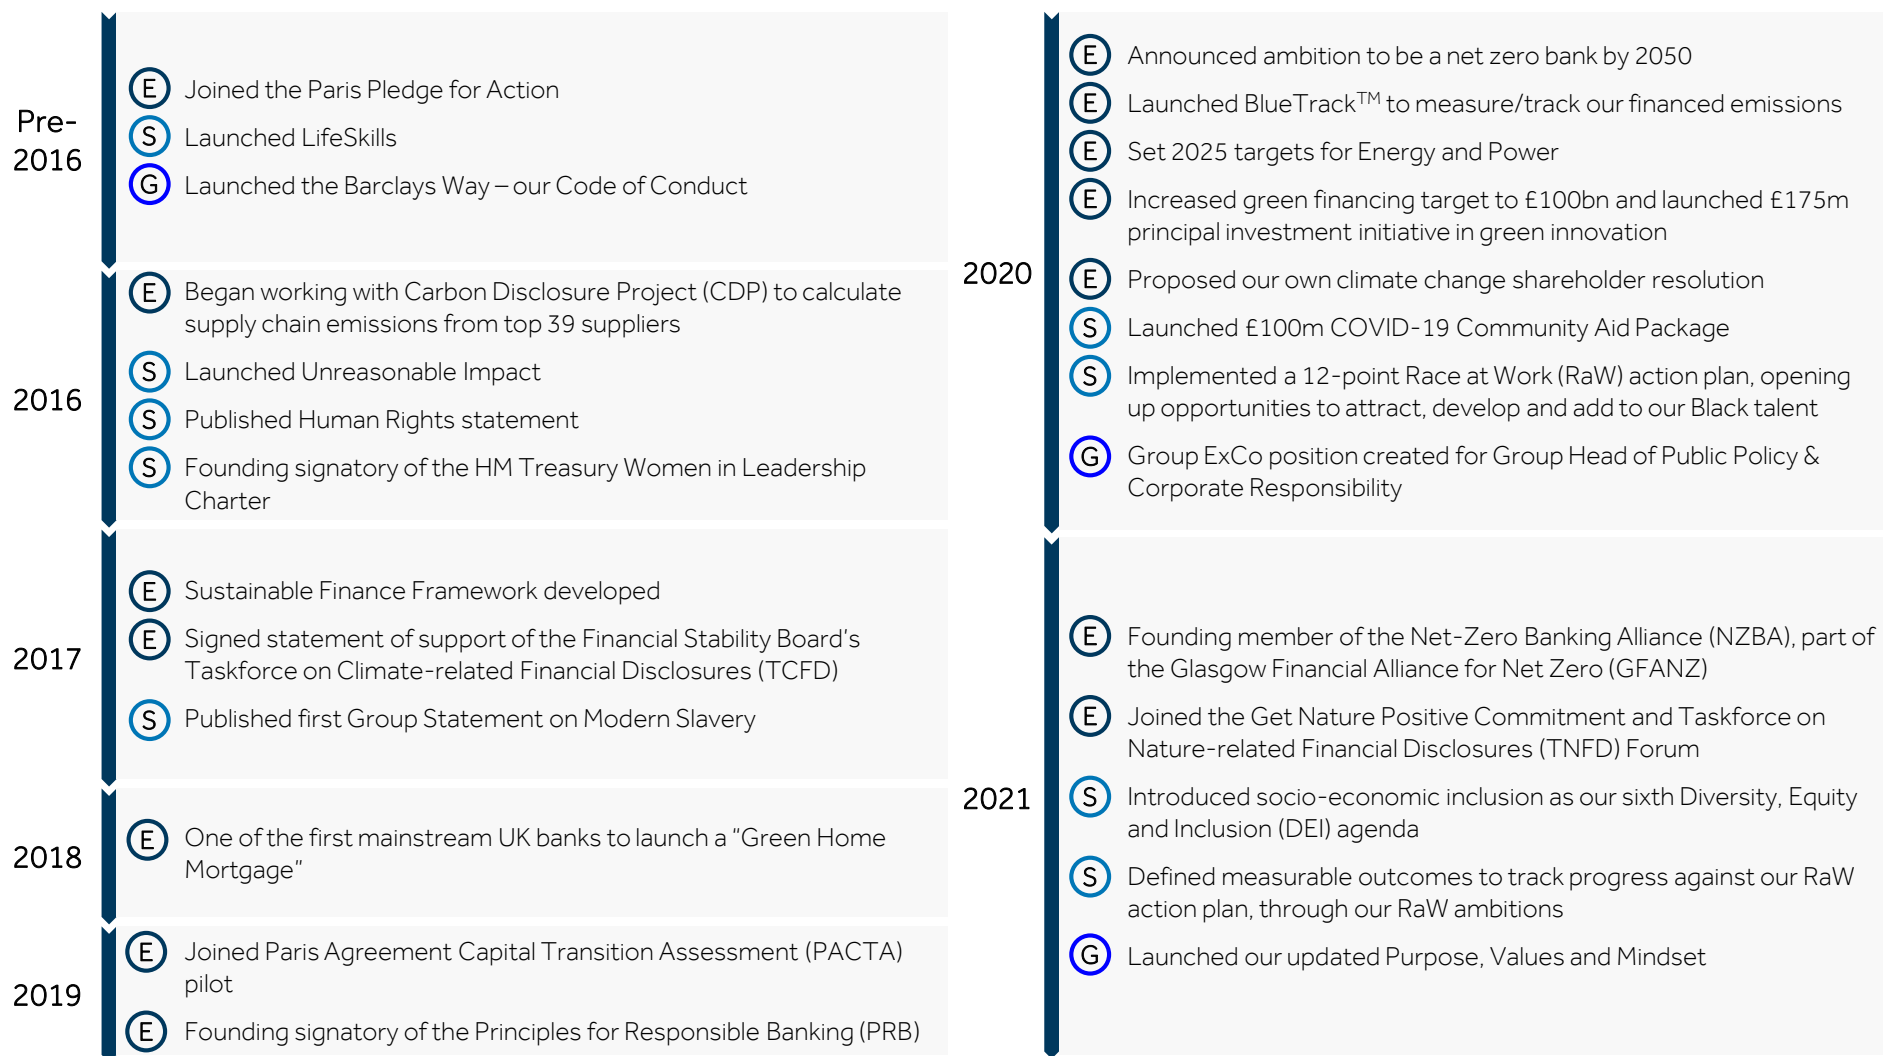 Pre-
2016
E Joined the Paris Pledge for Action
S Launched LifeSkills
G Launched the Barclays Way – our Code of Conduct
2016
E Began working with Carbon Disclosure Project (CDP) to calculate
supply chain emissions from top 39 suppliers
S Launched Unreasonable Impact
S Published Human Rights statement
S Founding signatory of the HM Treasury Women in Leadership
Charter
2017
E Sustainable Finance Framework developed
E Signed statement of support of the Financial Stability Board's
Taskforce on Climate-related Financial Disclosures (TCFD)
S Published first Group Statement on Modern Slavery
2018
E One of the first mainstream UK banks to launch a "Green Home
Mortgage"
2019
E Joined Paris Agreement Capital Transition Assessment (PACTA)
pilot
E Founding signatory of the Principles for Responsible Banking (PRB)
2020
E Announced ambition to be a net zero bank by 2050
E Launched BlueTrack™ to measure/track our financed emissions
E Set 2025 targets for Energy and Power
E Increased green financing target to £100bn and launched £175m
principal investment initiative in green innovation
E Proposed our own climate change shareholder resolution
S Launched £100m COVID-19 Community Aid Package
S Implemented a 12-point Race at Work (RaW) action plan, opening
up opportunities to attract, develop and add to our Black talent
G Group ExCo position created for Group Head of Public Policy &
Corporate Responsibility
2021
E Founding member of the Net-Zero Banking Alliance (NZBA), part of
the Glasgow Financial Alliance for Net Zero (GFANZ)
E Joined the Get Nature Positive Commitment and Taskforce on
Nature-related Financial Disclosures (TNFD) Forum
S Introduced socio-economic inclusion as our sixth Diversity, Equity
and Inclusion (DEI) agenda
S Defined measurable outcomes to track progress against our RaW
action plan, through our RaW ambitions
G Launched our updated Purpose, Values and Mindset